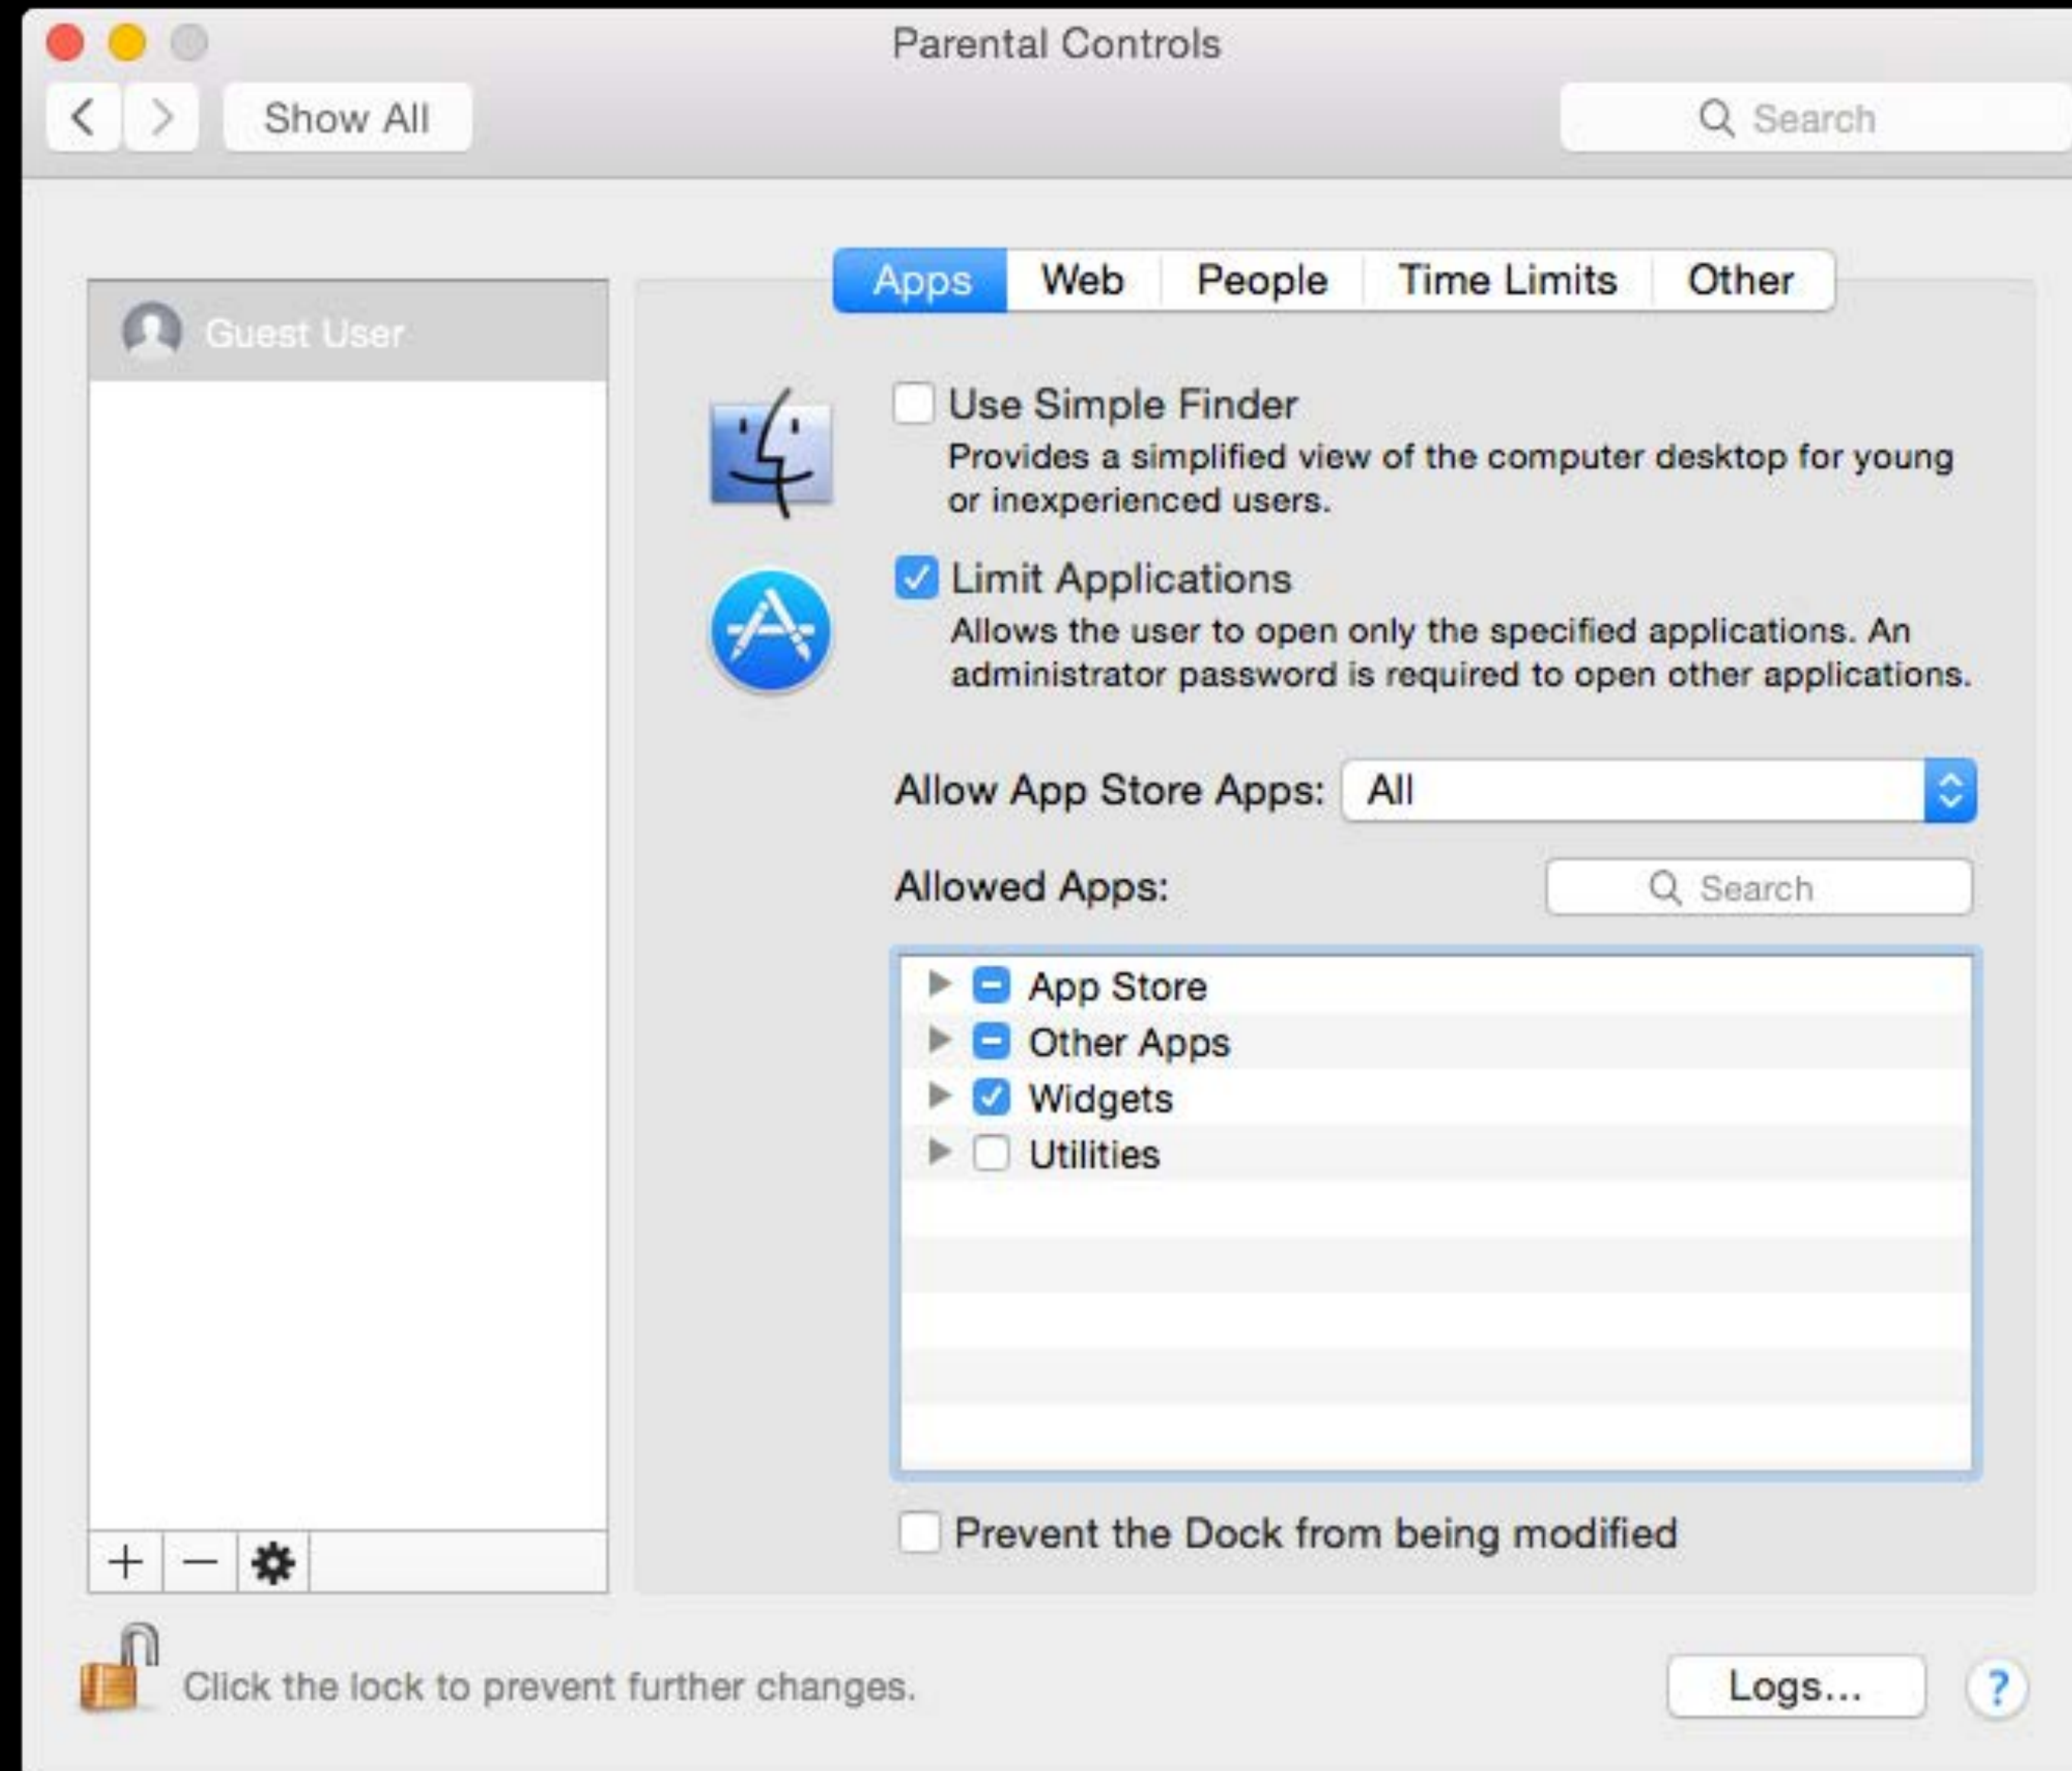 Parental Controls
Show All
Search
Apps Web People Time Limits Other
Guest User
Use Simple Finder
Provides a simplified view of the computer desktop for young
or inexperienced users.
Limit Applications
Allows the user to open only the specified applications. An
administrator password is required to open other applications.
Allow App Store Apps: All
Allowed Apps:
Search
App Store
Other Apps
Widgets
Utilities
Prevent the Dock from being modified
Click the lock to prevent further changes.
Logs...
?